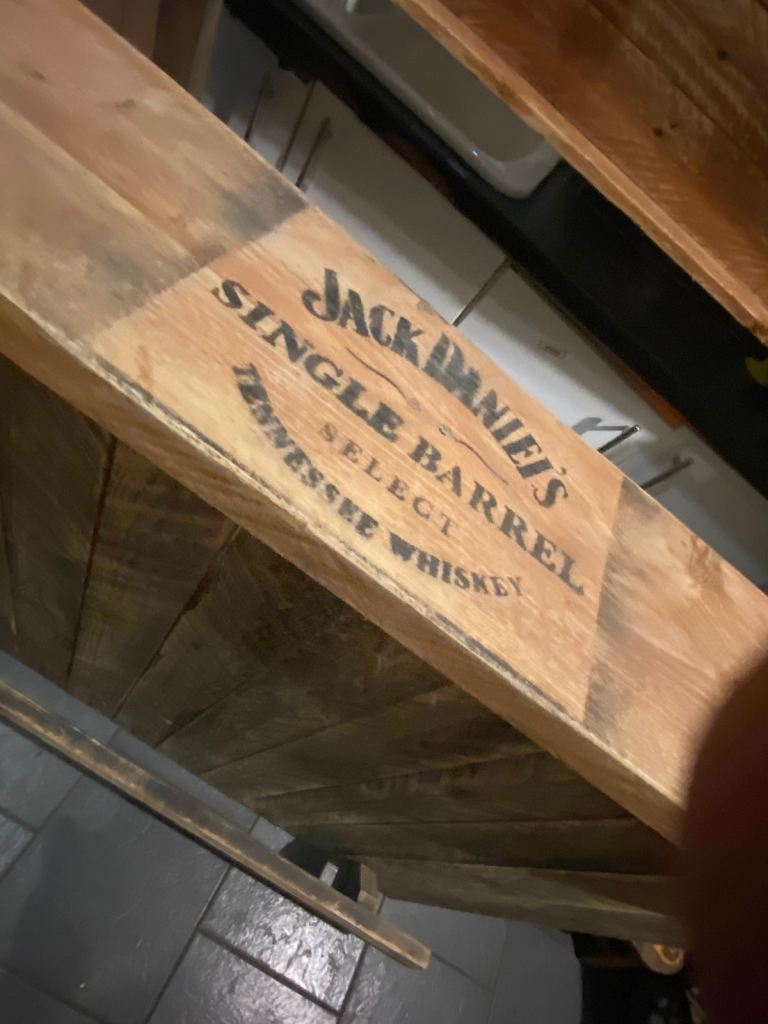 JACK DANIEL'S
SINGLE BARREL
SELECT
TENNESSEE WHISKEY